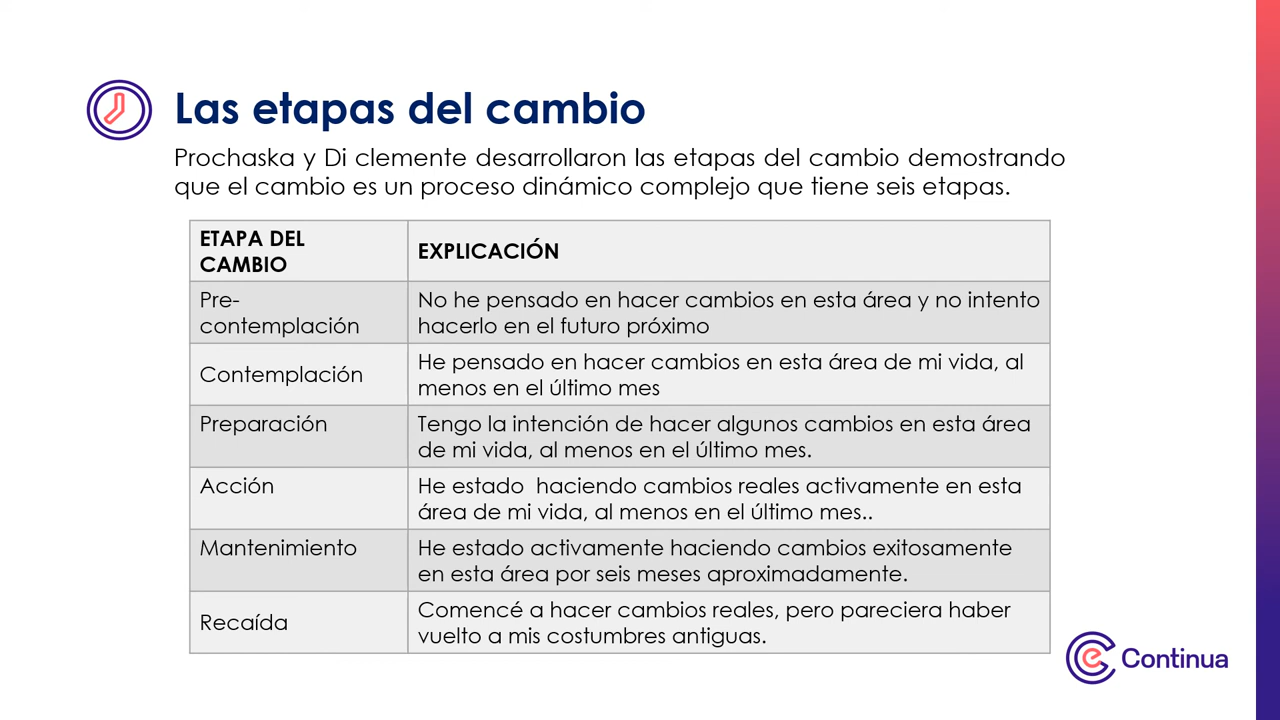 Las etapas del cambio
Prochaska y Di clemente desarrollaron las etapas del cambio demostrando
que el cambio es un proceso dinámico complejo que tiene seis etapas.
ETAPA DEL
CAMBIO
EXPLICACIÓN
Pre-
contemplación
No he pensado en hacer cambios en esta área y no intento
hacerlo en el futuro próximo
Contemplación
He pensado en hacer cambios en esta área de mi vida, al
menos en el último mes
Preparación
Tengo la intención de hacer algunos cambios en esta área
de mi vida, al menos en el último mes.
Acción
He estado  haciendo cambios reales activamente en esta
área de mi vida, al menos en el último mes..
Mantenimiento
He estado activamente haciendo cambios exitosamente
en esta área por seis meses aproximadamente.
Recaída
Comencé a hacer cambios reales, pero pareciera haber
vuelto a mis costumbres antiguas.
Continua